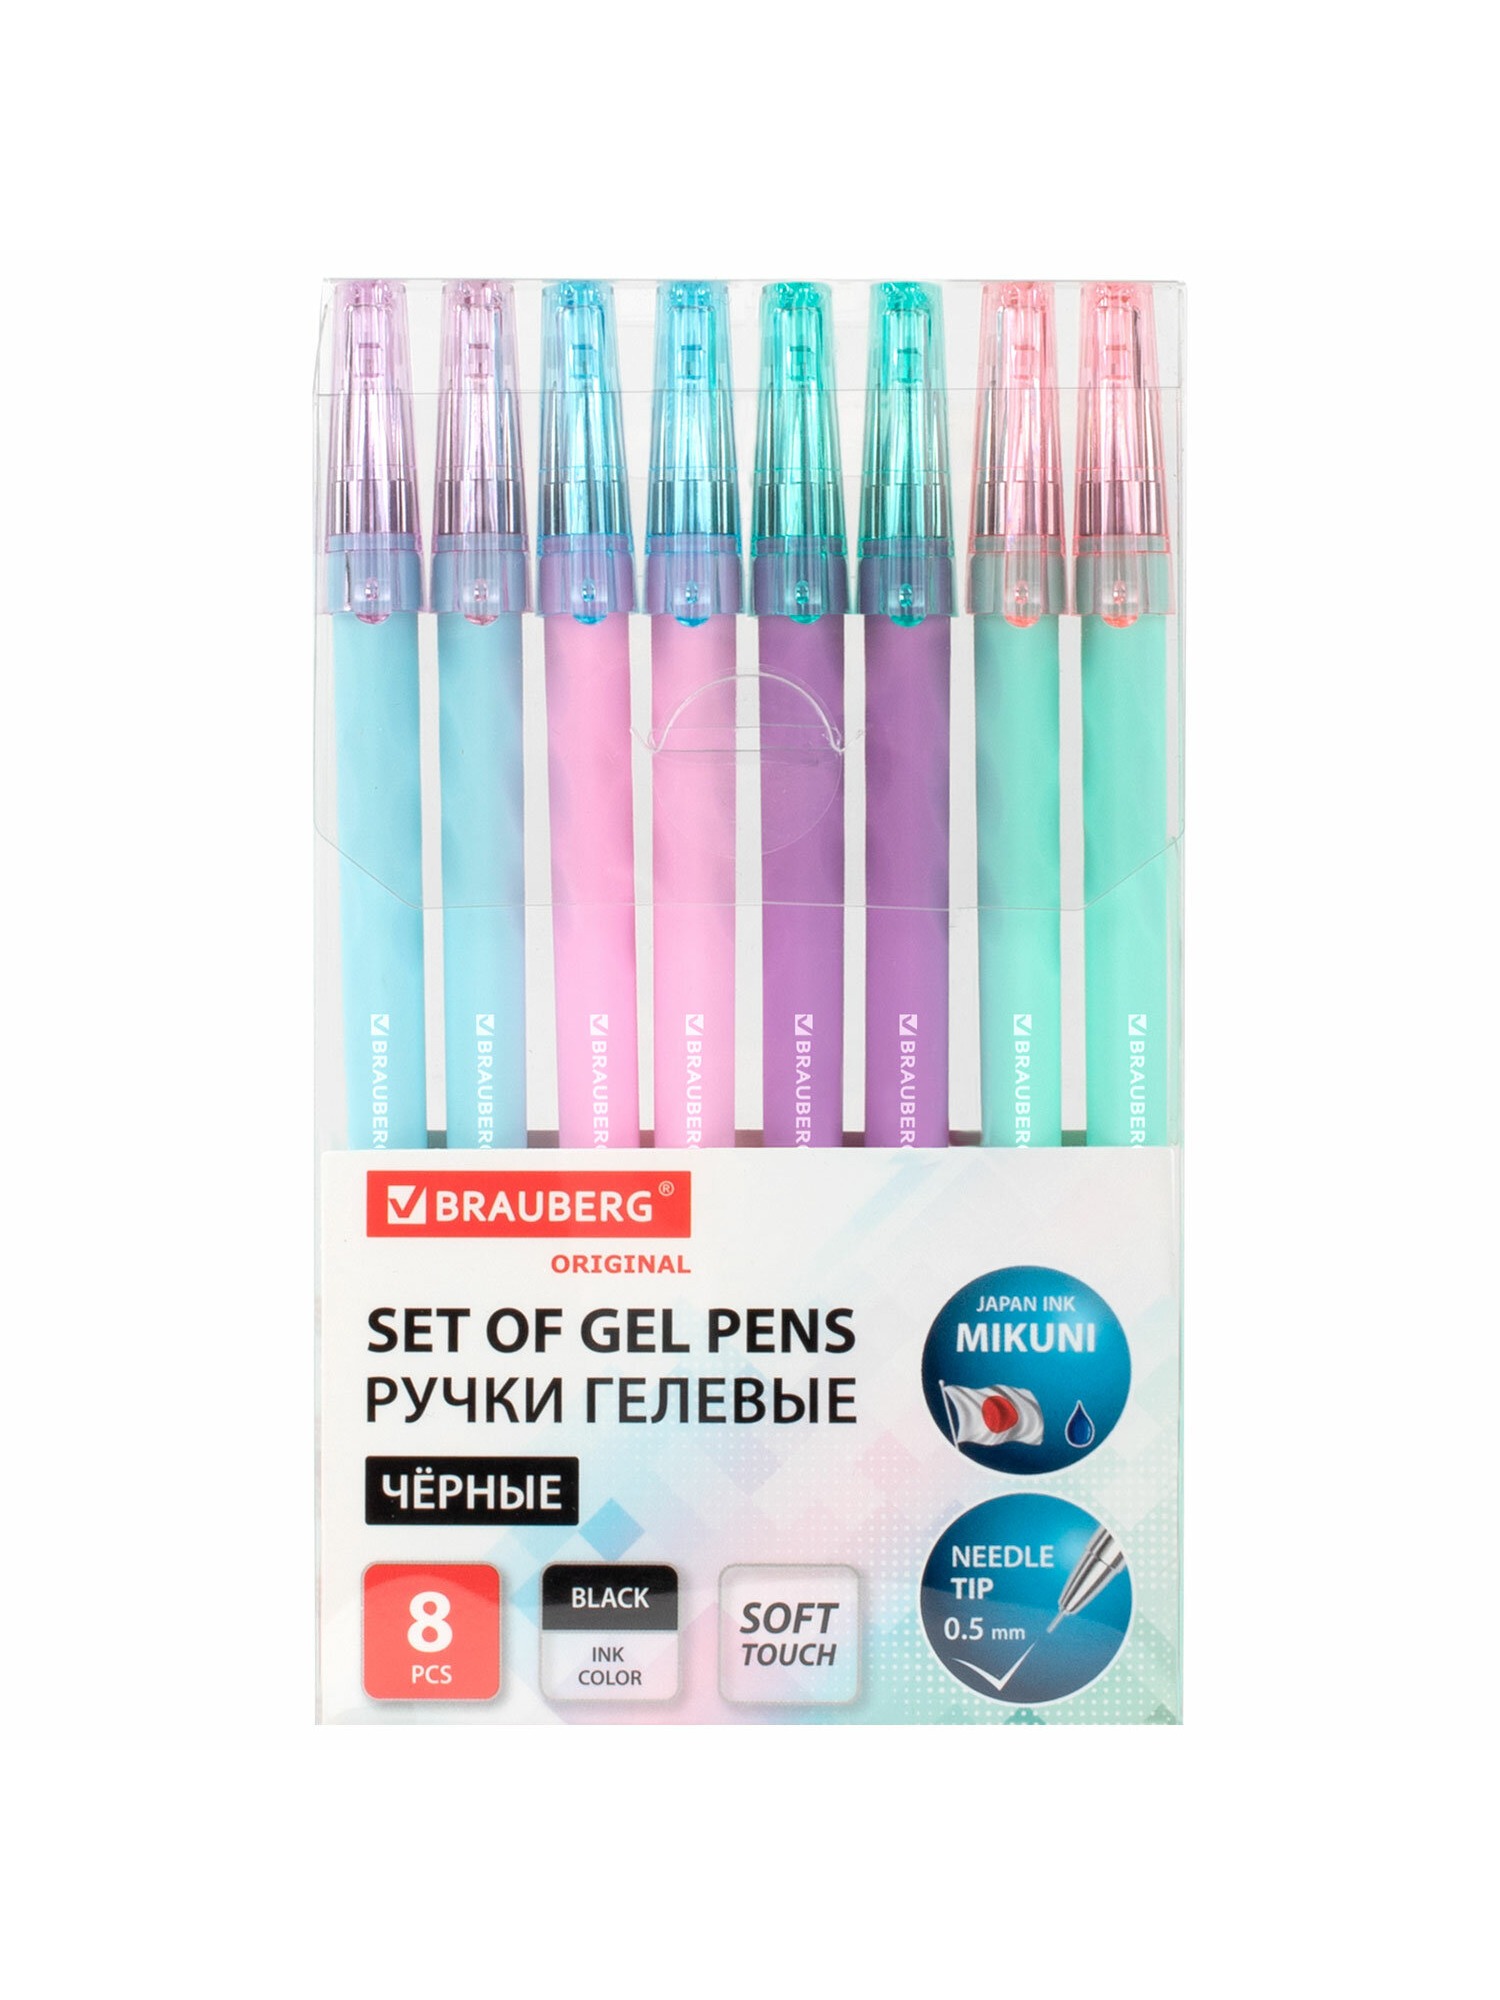 BRAUBERG
BRAUBERG
BRAUBERG
BRAUBERG
BRAUBERG
BRAUBERG
BRAUBERG
BRAUBERG
BRAUBERG®
ORIGINAL
SET OF GEL PENS
РУЧКИ ГЕЛЕВЫЕ
ЧЁРНЫЕ
8
PCS
BLACK
INK
COLOR
SOFT
TOUCH
JAPAN INK
MIKUNI
NEEDLE
TIP
0.5 mm